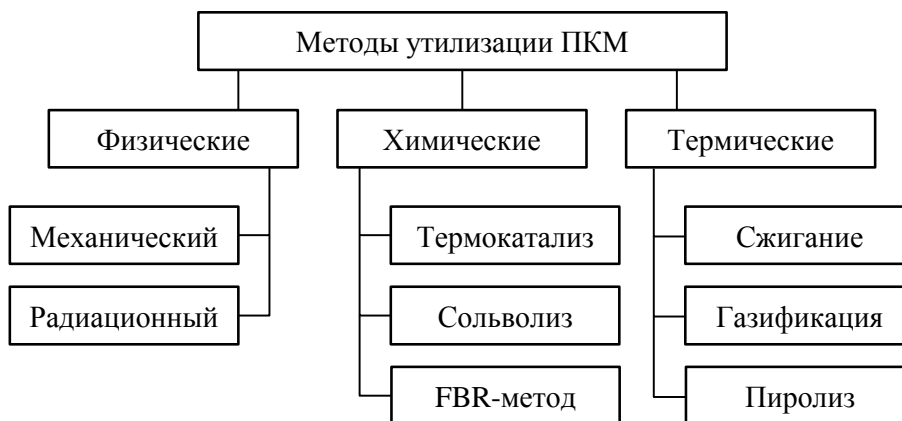 Методы утилизации ПКМ
Физические
Химические
Термические
Механический
Термокатализ
Сжигание
Радиационный
Сольволиз
Газификация
FBR-метод
Пиролиз